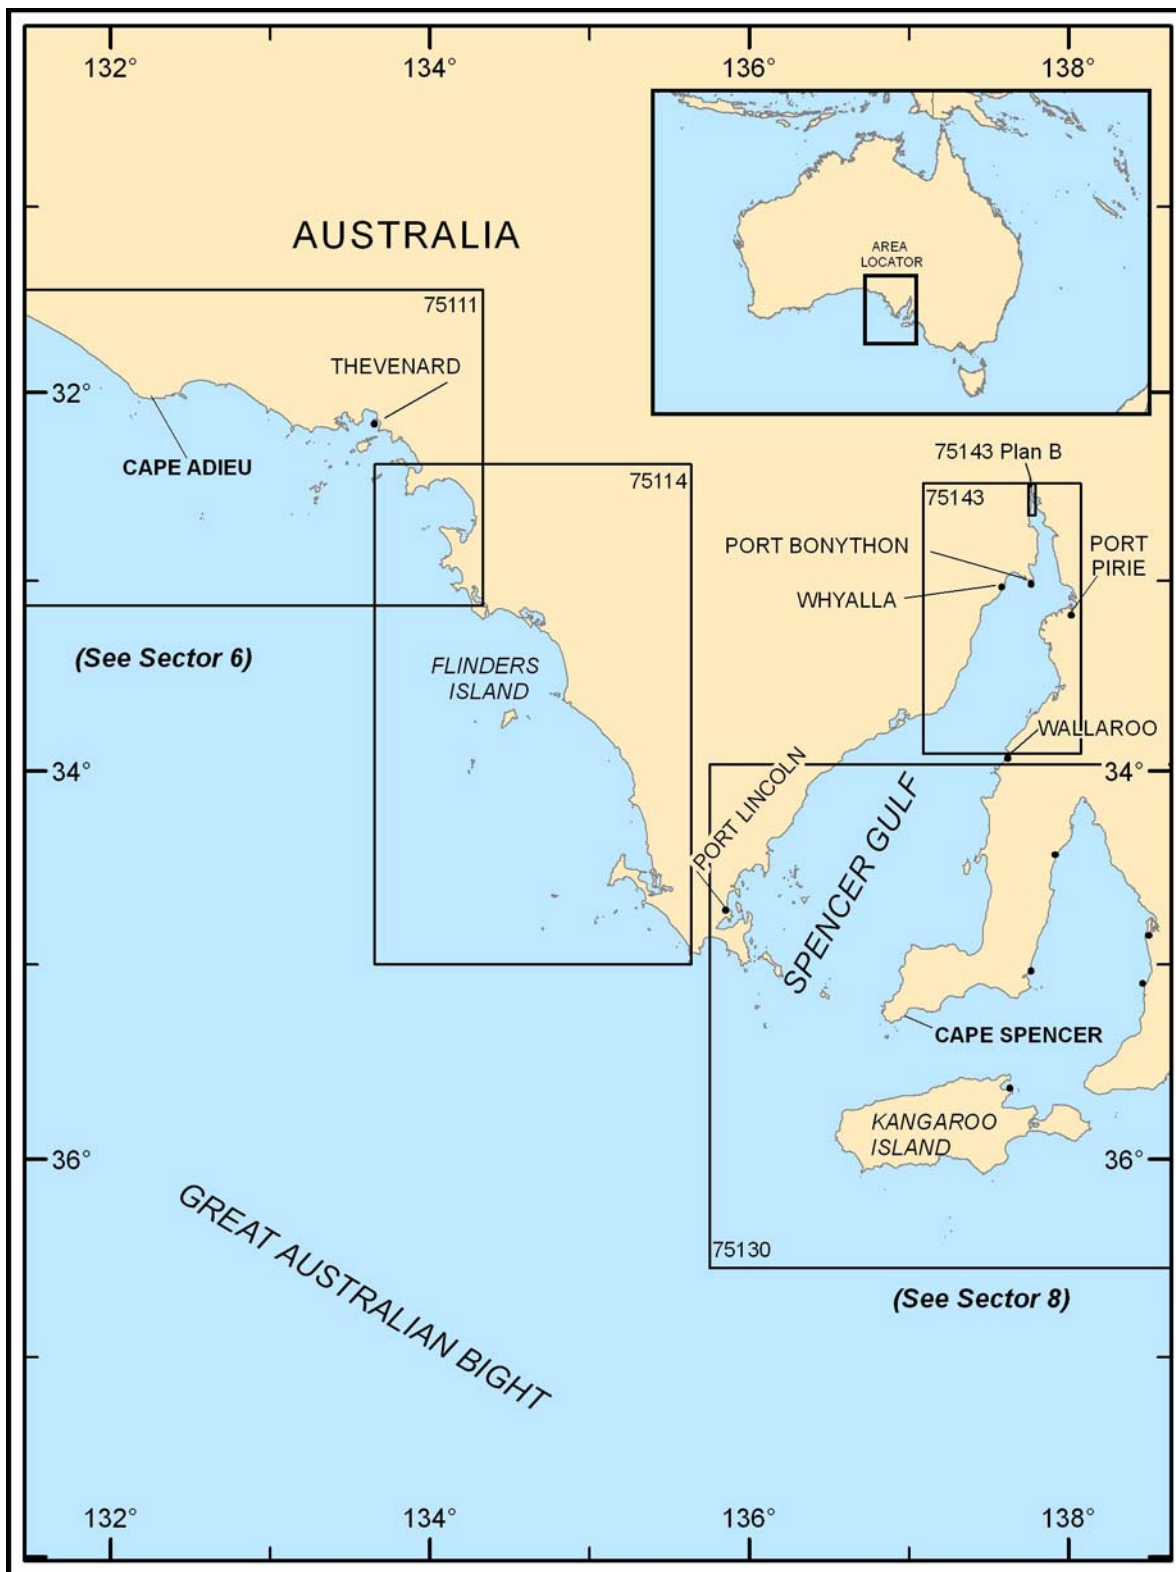 132°
134°
136°
138°
AUSTRALIA
AREA
LOCATOR
75111
THEVENARD
32°
CAPE ADIEU
75143 Plan B
75114
75143
PORT BONYTHON
PORT
PIRIE
WHYALLA
(See Sector 6)
FLINDERS
ISLAND
WALLAROO
34°
34°
PORT LINCOLN
SPENCER GULF
CAPE SPENCER
KANGAROO
ISLAND
36°
36°
GREAT AUSTRALIAN BIGHT
75130
(See Sector 8)
132°
134°
136°
138°